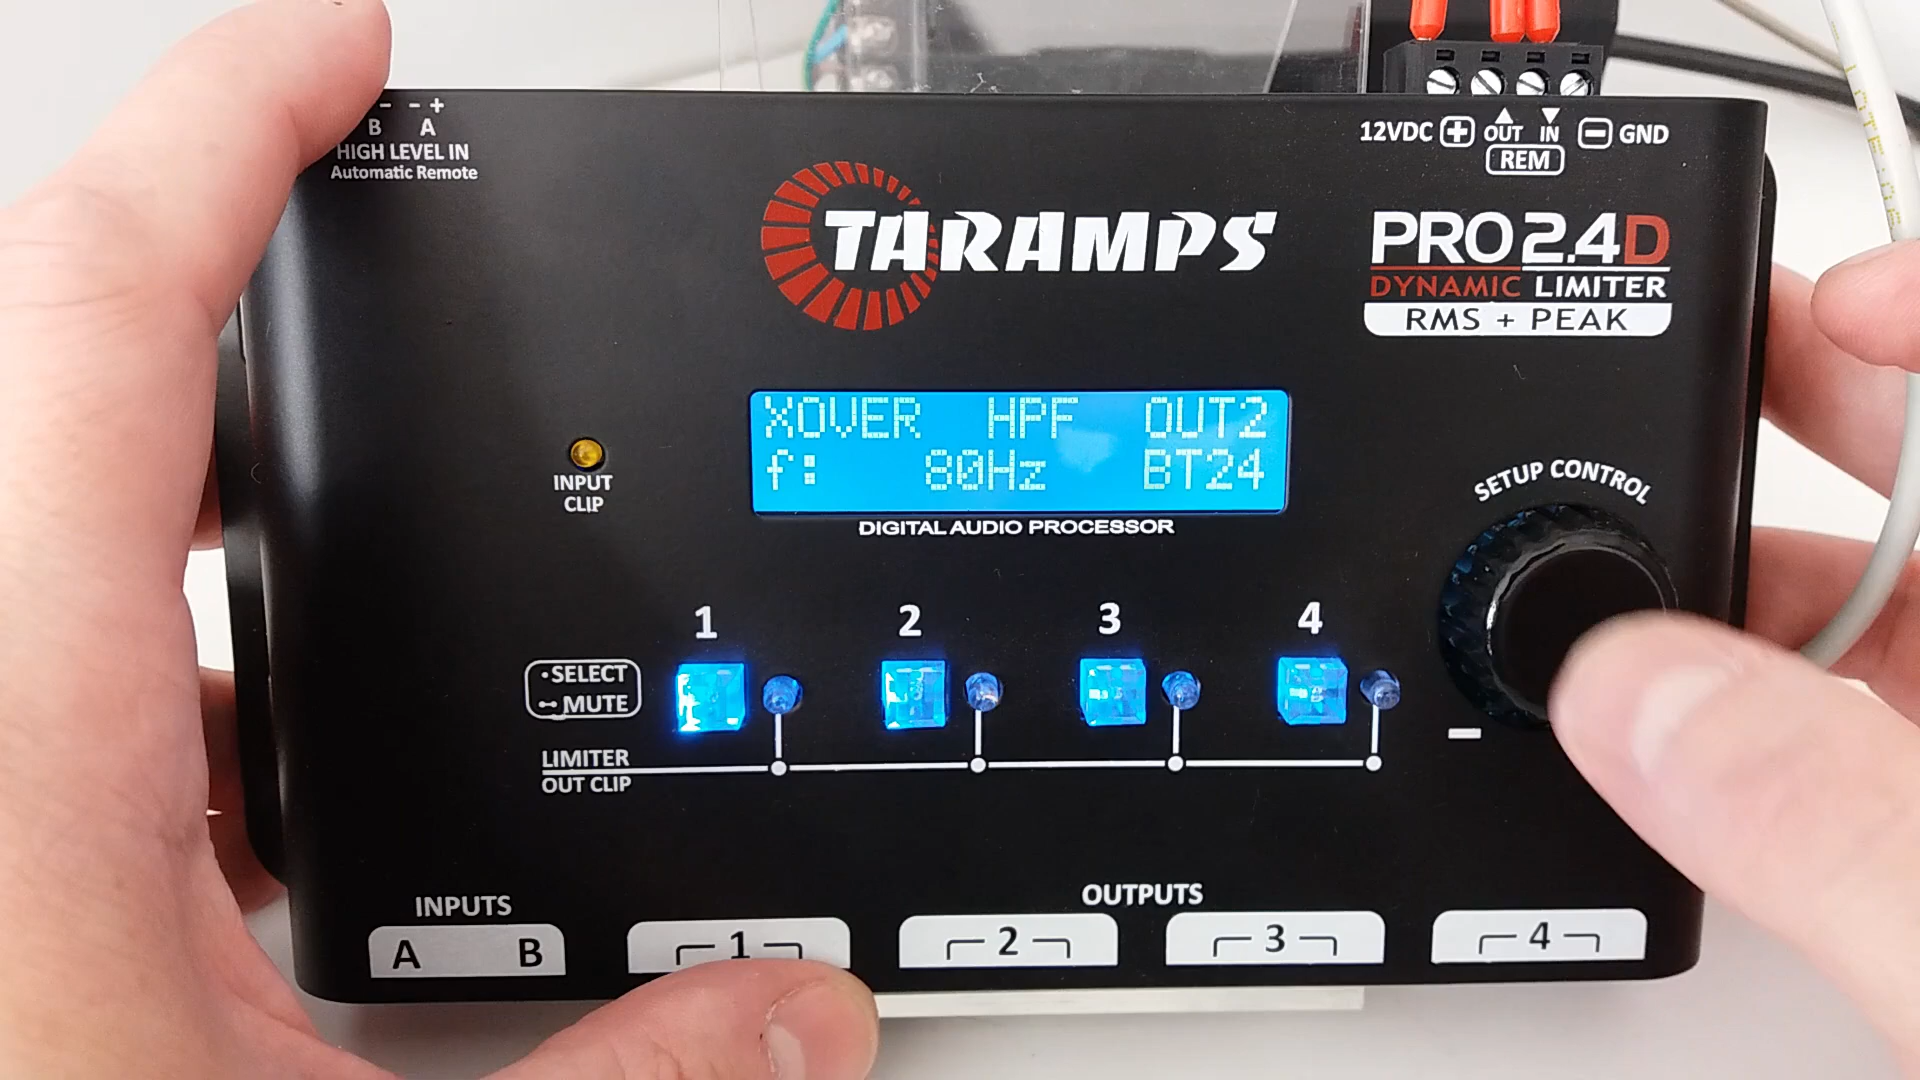 - - +
B A
HIGH LEVEL IN
Automatic Remote
12VDC + OUT IN - GND
REM
TARAMPS
PRO2.4D
DYNAMIC LIMITER
RMS + PEAK
XOVER HPF OUT2
f: 80Hz BT24
DIGITAL AUDIO PROCESSOR
INPUT
CLIP
SETUP CONTROL
-
1 2 3 4
SELECT
MUTE
LIMITER
OUT CLIP
INPUTS
A B
OUTPUTS
1 2 3 4